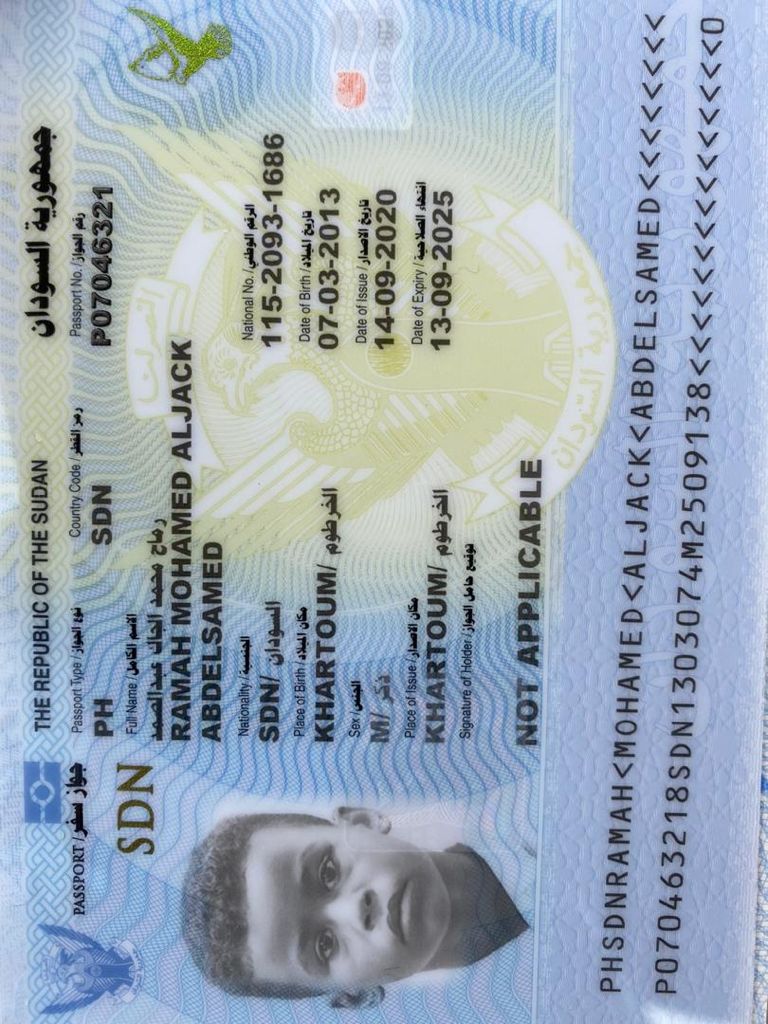 THE REPUBLIC OF THE SUDAN
جمهورية السودان
PASSPORT / جواز سفر
Passport Type / نوع الجواز
Country Code / رمز القطر
Passport No. / رقم الجواز
PH
SDN
P07046321
SDN
Full Name / الاسم الكامل
رماح محمد الجاك عبدالصمد
RAMAH MOHAMED ALJACK
ABDELSAMED
Nationality / الجنسية
National No. / الرقم الوطني
SDN/ السودان
115-2093-1686
Place of Birth / مكان الميلاد
Date of Birth / تاريخ الميلاد
KHARTOUM/ الخرطوم
07-03-2013
Sex / الجنس
Date of Issue / تاريخ الاصدار
M/ ذكر
14-09-2020
Place of Issue / مكان الاصدار
Date of Expiry / انتهاء الصلاحية
KHARTOUM/ الخرطوم
13-09-2025
Signature of Holder / توقيع حامل الجواز
NOT APPLICABLE
النصر لنا
جمهورية السودان
PHSDNRAMAH<MOHAMED<ALJACK<ABDELSAMED<<<<<<<<
P070463218SDN1303074M2509138<<<<<<<<<<<<<<<0